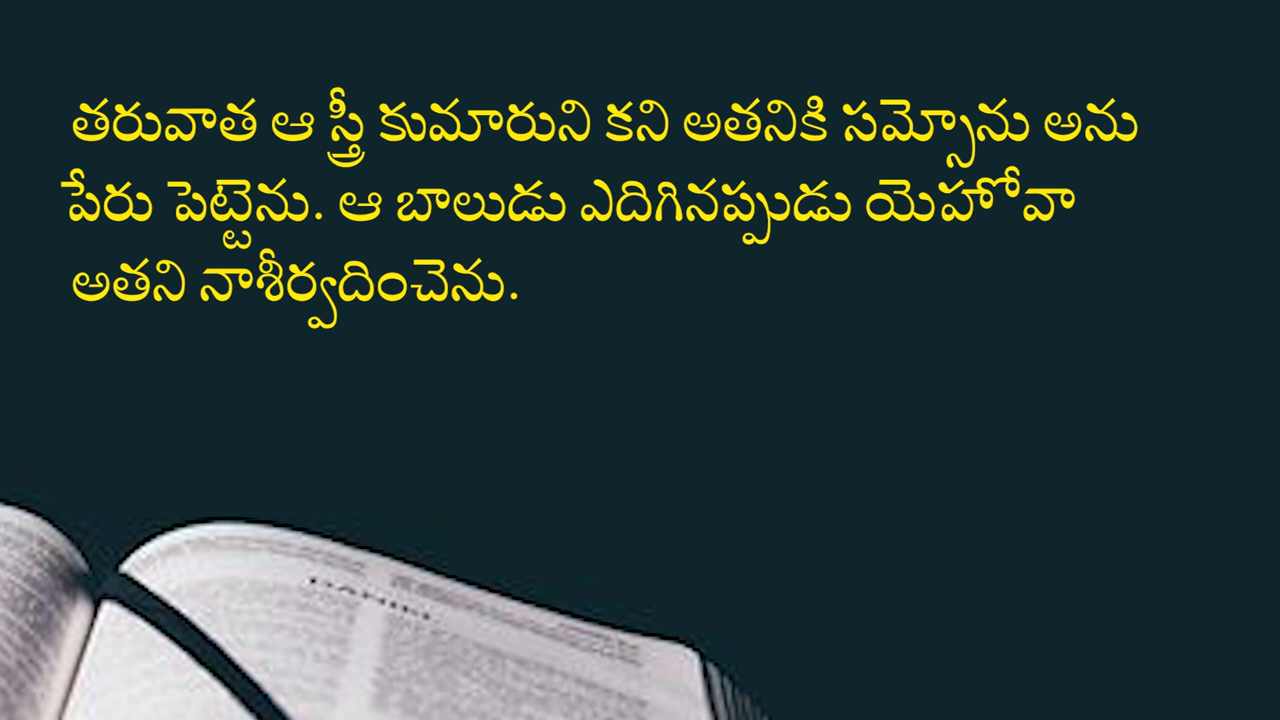 తరువాత ఆ స్త్రీ కుమారుని కని అతనికి సమ్సోను అను
పేరు పెట్టెను. ఆ బాలుడు ఎదిగినప్పుడు యెహోవా
అతని నాశీర్వదించెను.